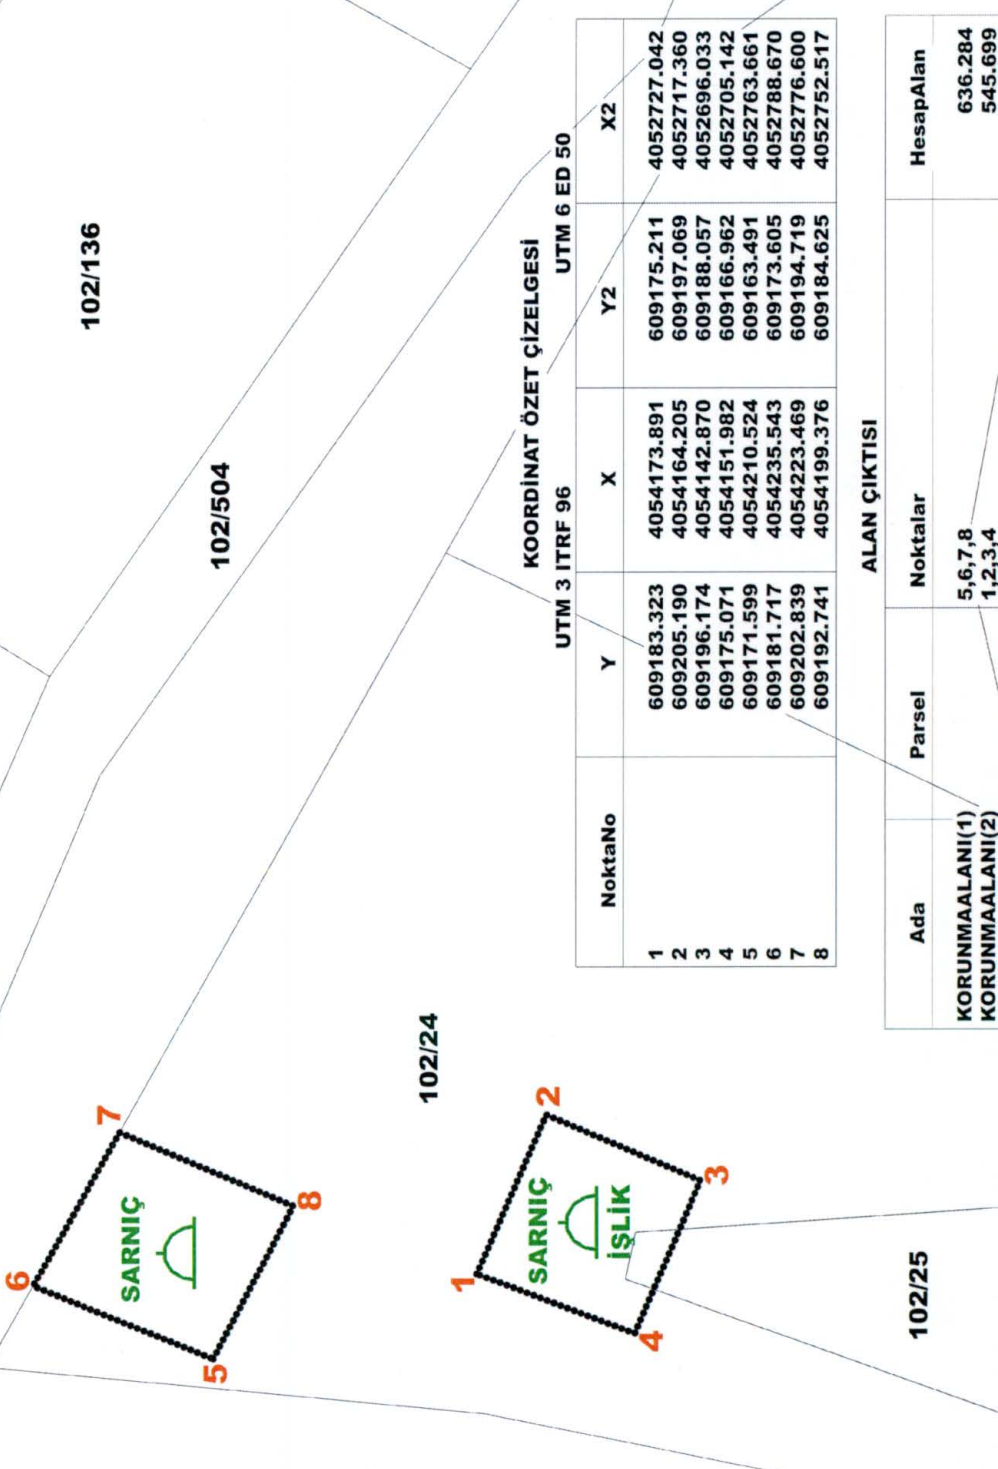 102/136
102/504
102/24
102/25
6
7
SARNIÇ
5
8
1
2
SARNIÇ
İŞLİK
4
3
KOORDİNAT ÖZET ÇİZELGESİ
UTM 3 ITRF 96 UTM 6 ED 50
NoktaNo Y X Y2 X2
1 609183.323 4054173.891 609175.211 4052727.042
2 609205.190 4054164.205 609197.069 4052717.360
3 609196.174 4054142.870 609188.057 4052696.033
4 609175.071 4054151.982 609166.962 4052705.142
5 609171.599 4054210.524 609163.491 4052763.661
6 609181.717 4054235.543 609173.605 4052788.670
7 609202.839 4054223.469 609194.719 4052776.600
8 609192.741 4054199.376 609184.625 4052752.517
ALAN ÇIKTISI
Ada Parsel Noktalar HesapAlan
KORUNMAALANI(1) 5,6,7,8 636.284
KORUNMAALANI(2) 1,2,3,4 545.699